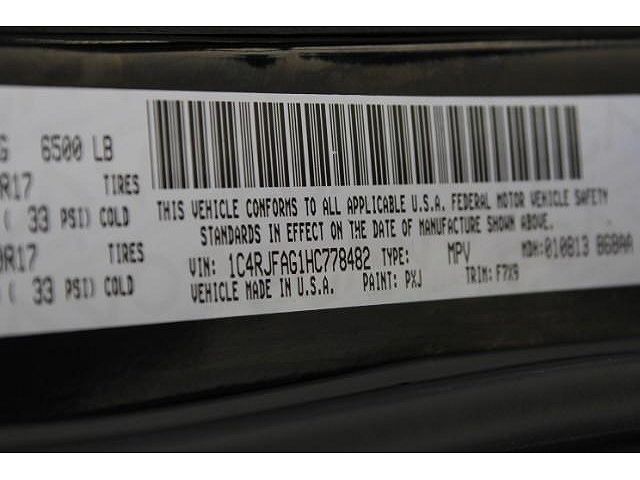 G 6500 LB
R17 TIRES
( 33 PSI) COLD
R17 TIRES
( 33 PSI) COLD
THIS VEHICLE CONFORMS TO ALL APPLICABLE U.S.A. FEDERAL MOTOR VEHICLE SAFETY
STANDARDS IN EFFECT ON THE DATE OF MANUFACTURE SHOWN ABOVE.
VIN: 1C4RJFAG1HC778482 TYPE: MPV MDH: 010813 868AA
VEHICLE MADE IN U.S.A. PAINT: PXJ TRIM: F7X9